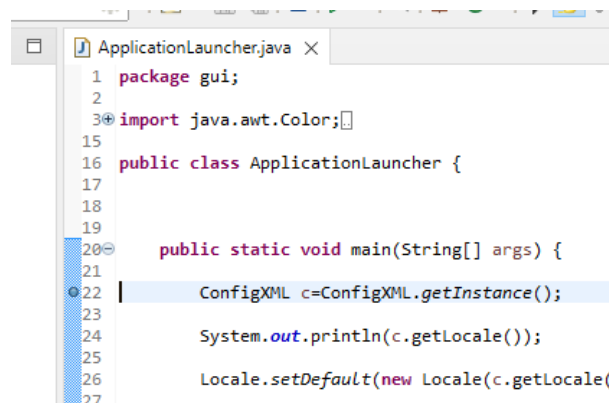 ApplicationLauncher.java
1 package gui;
2
3 import java.awt.Color;
15
16 public class ApplicationLauncher {
17
18
19
20 public static void main(String[] args) {
21
22 ConfigXML c=ConfigXML.getInstance();
23
24 System.out.println(c.getLocale());
25
26 Locale.setDefault(new Locale(c.getLocale(
27